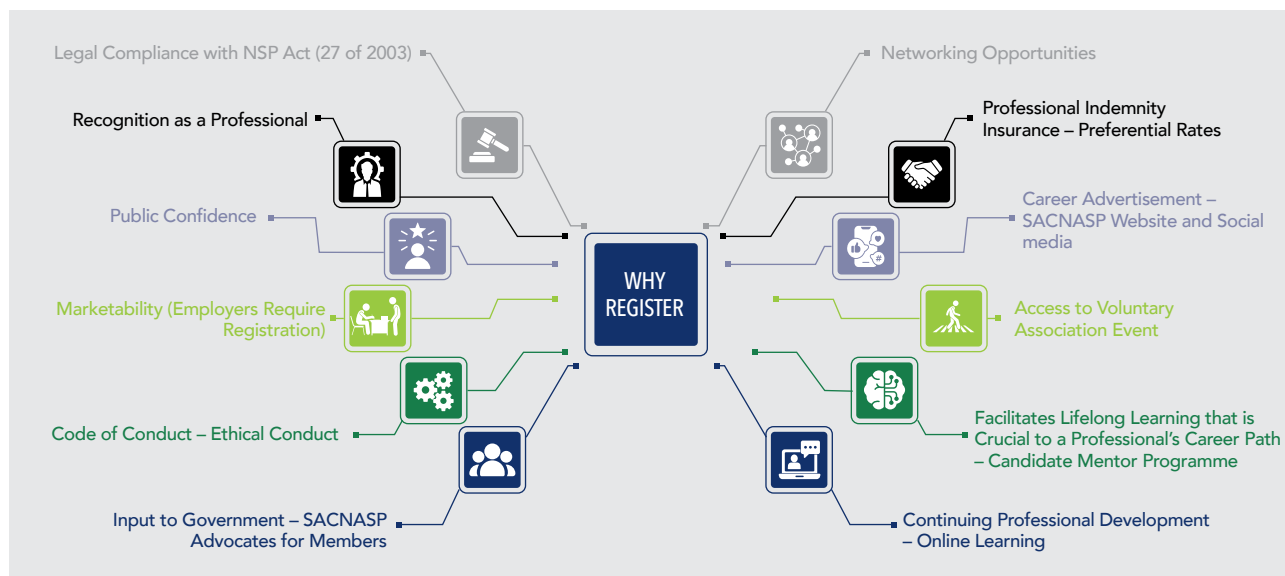 Legal Compliance with NSP Act (27 of 2003)
Recognition as a Professional
Public Confidence
Marketability (Employers Require
Registration)
Code of Conduct – Ethical Conduct
Input to Government – SACNASP
Advocates for Members
WHY
REGISTER
Networking Opportunities
Professional Indemnity
Insurance – Preferential Rates
Career Advertisement –
SACNASP Website and Social
media
#
Access to Voluntary
Association Event
Facilitates Lifelong Learning that is
Crucial to a Professional’s Career Path
– Candidate Mentor Programme
Continuing Professional Development
– Online Learning